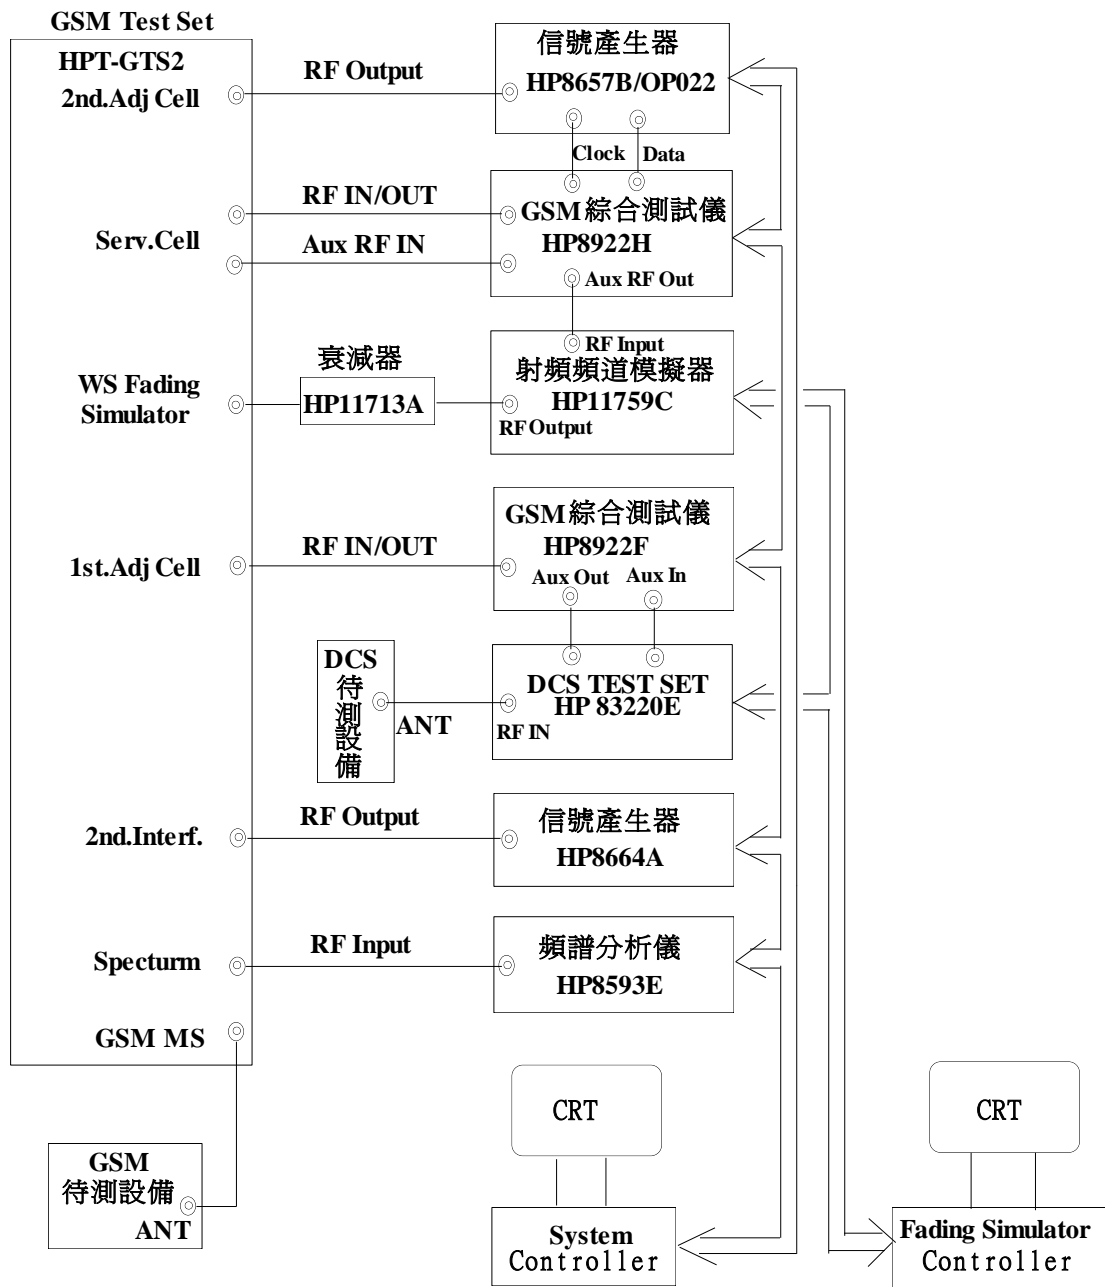 GSM Test Set
HPT-GTS2
2nd.Adj Cell
RF Output
信號產生器
HP8657B/OP022
Clock
Data
Serv.Cell
RF IN/OUT
Aux RF IN
GSM綜合測試儀
HP8922H
Aux RF Out
WS Fading
Simulator
衰減器
HP11713A
RF Input
射頻頻道模擬器
HP11759C
RF Output
1st.Adj Cell
RF IN/OUT
GSM綜合測試儀
HP8922F
Aux Out
Aux In
DCS
待
測
設
備
ANT
DCS TEST SET
HP 83220E
RF IN
2nd.Interf.
RF Output
信號產生器
HP8664A
Specturm
RF Input
頻譜分析儀
HP8593E
GSM MS
GSM
待測設備
ANT
CRT
System
Controller
CRT
Fading Simulator
Controller